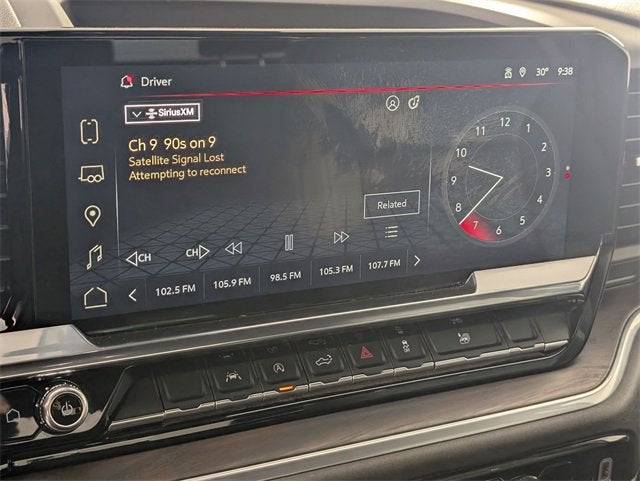 Driver
30° 9:38
SiriusXM
Ch 9 90s on 9
Satellite Signal Lost
Attempting to reconnect
Related
CH CH
102.5 FM 105.9 FM 98.5 FM 105.3 FM 107.7 FM
12
1
2
3
4
5
6
7
8
9
10
11